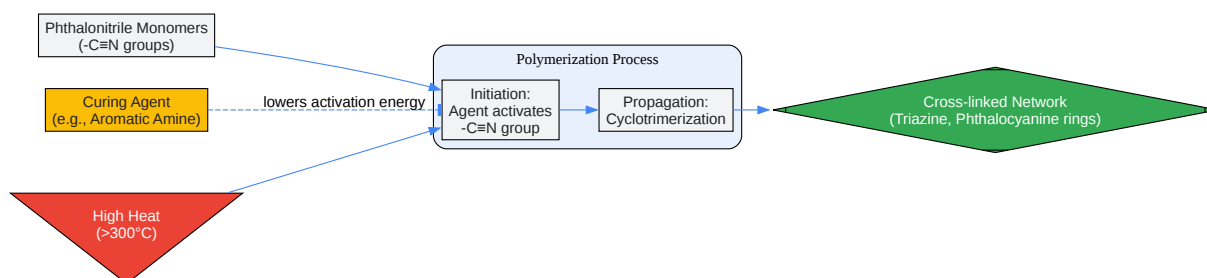 Phthalonitrile Monomers
(-C≡N groups)
Curing Agent
(e.g., Aromatic Amine)
lowers activation energy
High Heat
(>300°C)
Polymerization Process
Initiation:
Agent activates
-C≡N group
Propagation:
Cyclotrimerization
Cross-linked Network
(Triazine, Phthalocyanine rings)